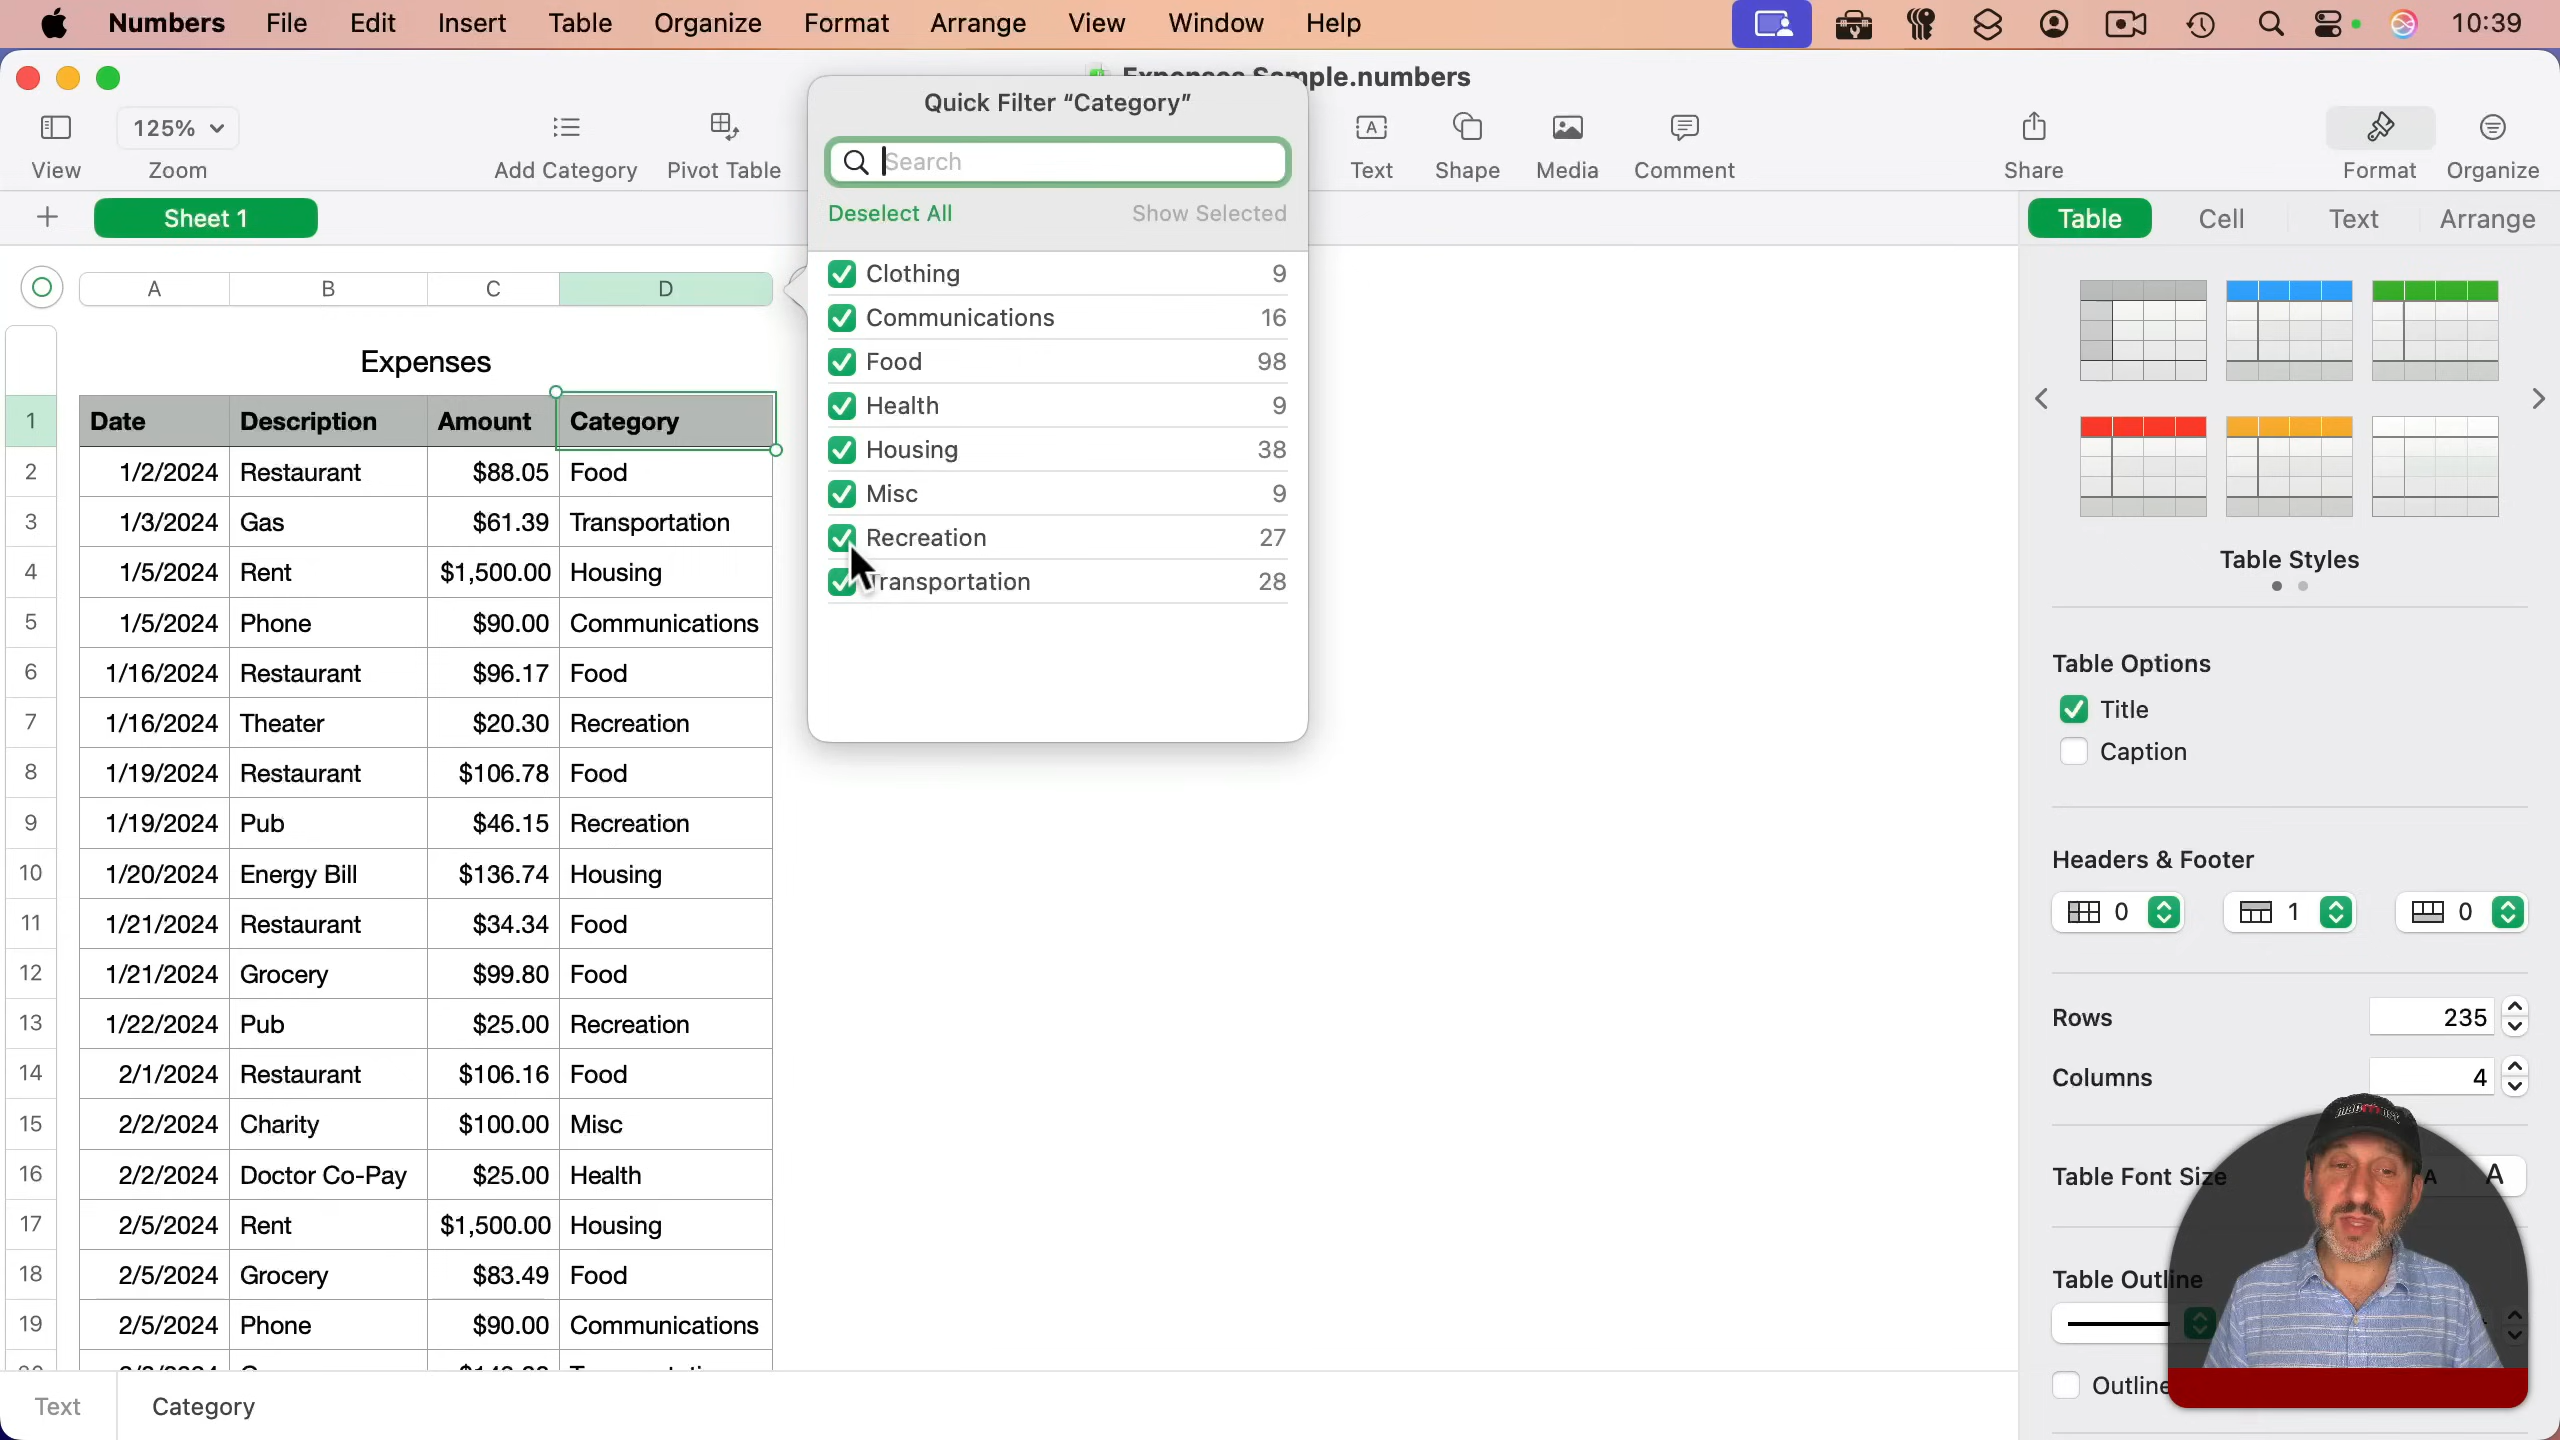 Numbers File Edit Insert Table Organize Format Arrange View Window Help 10:39
125%
View Zoom Add Category Pivot Table Text Shape Media Comment Share Format Organize
Sheet 1
Table Cell Text Arrange
Quick Filter “Category”
Search
Deselect All Show Selected
Clothing 9
Communications 16
Food 98
Health 9
Housing 38
Misc 9
Recreation 27
28
A B C D
Expenses
1 Date Description Amount Category
2 1/2/2024 Restaurant $88.05 Food
3 1/3/2024 Gas $61.39 Transportation
4 1/5/2024 Rent $1,500.00 Housing
5 1/5/2024 Phone $90.00 Communications
6 1/16/2024 Restaurant $96.17 Food
7 1/16/2024 Theater $20.30 Recreation
8 1/19/2024 Restaurant $106.78 Food
9 1/19/2024 Pub $46.15 Recreation
10 1/20/2024 Energy Bill $136.74 Housing
11 1/21/2024 Restaurant $34.34 Food
12 1/21/2024 Grocery $99.80 Food
13 1/22/2024 Pub $25.00 Recreation
14 2/1/2024 Restaurant $106.16 Food
15 2/2/2024 Charity $100.00 Misc
16 2/2/2024 Doctor Co-Pay $25.00 Health
17 2/5/2024 Rent $1,500.00 Housing
18 2/5/2024 Grocery $83.49 Food
19 2/5/2024 Phone $90.00 Communications
Text Category
Table Styles
Table Options
Title
Caption
Headers & Footer
0 1 0
Rows 235
Columns 4
Table Font Size A A
Table Outline
Outline